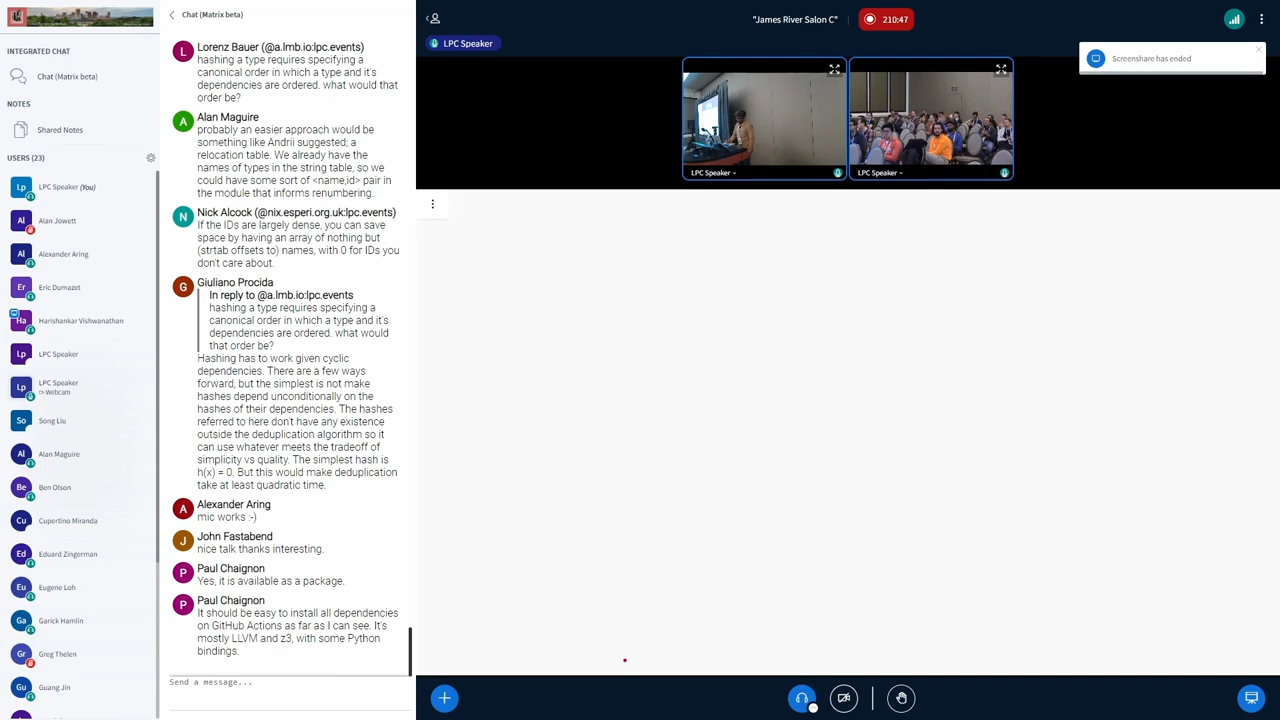 INTEGRATED CHAT
Chat (Matrix beta)
NOTES
Shared Notes
USERS (23)
Lp LPC Speaker (You)
Al Alan Jowett
Al Alexander Aring
Er Eric Dumazet
Ha Harishankar Vishwanathan
Lp LPC Speaker
Lp LPC Speaker
Webcam
So Song Liu
Al Alan Maguire
Be Ben Olson
Cu Cupertino Miranda
Ed Eduard Zingerman
Eu Eugene Loh
Ga Garick Hamlin
Gr Greg Thelen
Gu Guang Jin
Chat (Matrix beta)
L Lorenz Bauer (@a.lmb.io:lpc.events)
hashing a type requires specifying a
canonical order in which a type and it's
dependencies are ordered. what would that
order be?
A Alan Maguire
probably an easier approach would be
something like Andrii suggested; a
relocation table. We already have the
names of types in the string table, so we
could have some sort of <name,id> pair in
the module that informs renumbering.
N Nick Alcock (@nix.esperi.org.uk:lpc.events)
If the IDs are largely dense, you can save
space by having an array of nothing but
(strtab offsets to) names, with 0 for IDs you
don't care about.
G Giuliano Procida
In reply to @a.lmb.io:lpc.events
hashing a type requires specifying a
canonical order in which a type and it's
dependencies are ordered. what would
that order be?
Hashing has to work given cyclic
dependencies. There are a few ways
forward, but the simplest is not make
hashes depend unconditionally on the
hashes of their dependencies. The hashes
referred to here don't have any existence
outside the deduplication algorithm so it
can use whatever meets the tradeoff of
simplicity vs quality. The simplest hash is
h(x) = 0. But this would make deduplication
take at least quadratic time.
A Alexander Aring
mic works :-)
J John Fastabend
nice talk thanks interesting.
P Paul Chaignon
Yes, it is available as a package.
P Paul Chaignon
It should be easy to install all dependencies
on GitHub Actions as far as I can see. It's
mostly LLVM and z3, with some Python
bindings.
Send a message...
"James River Salon C"
210:47
LPC Speaker
Screenshare has ended
LPC Speaker
LPC Speaker